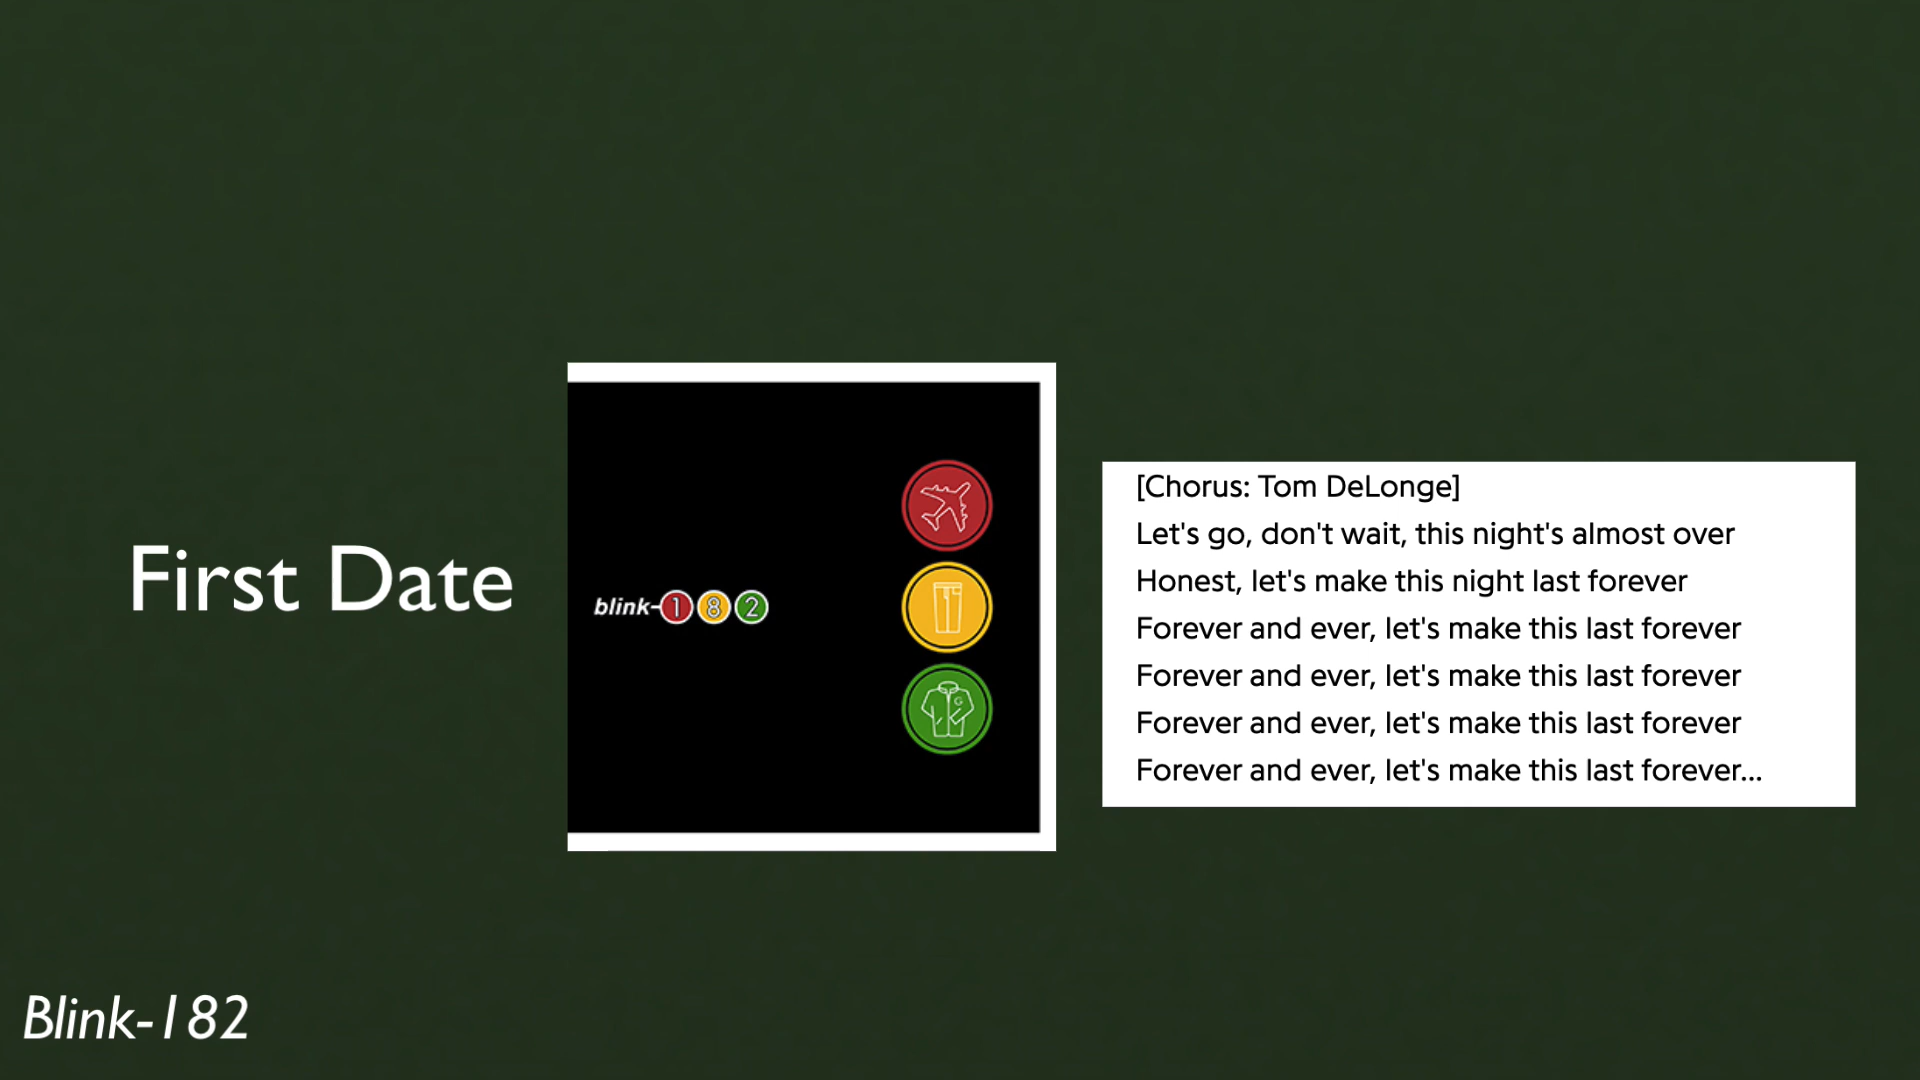 First Date
blink-182
G
[Chorus: Tom DeLonge]
Let's go, don't wait, this night's almost over
Honest, let's make this night last forever
Forever and ever, let's make this last forever
Forever and ever, let's make this last forever
Forever and ever, let's make this last forever
Forever and ever, let's make this last forever...
Blink-182